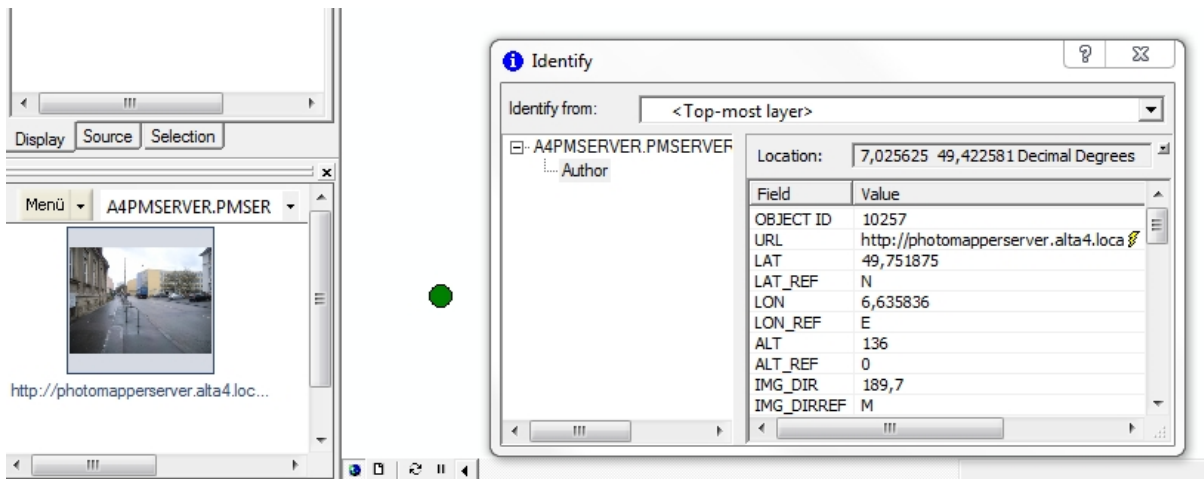 Display Source Selection
Menü A4PMSERVER.PMSER
http://photomapperserver.alta4.loc...
Identify
Identify from: <Top-most layer>
A4PMSERVER.PMSERVER
Author
Location: 7,025625 49,422581 Decimal Degrees
Field Value
OBJECT ID 10257
URL http://photomapperserver.alta4.loca
LAT 49,751875
LAT_REF N
LON 6,635836
LON_REF E
ALT 136
ALT_REF 0
IMG_DIR 189,7
IMG_DIRREF M